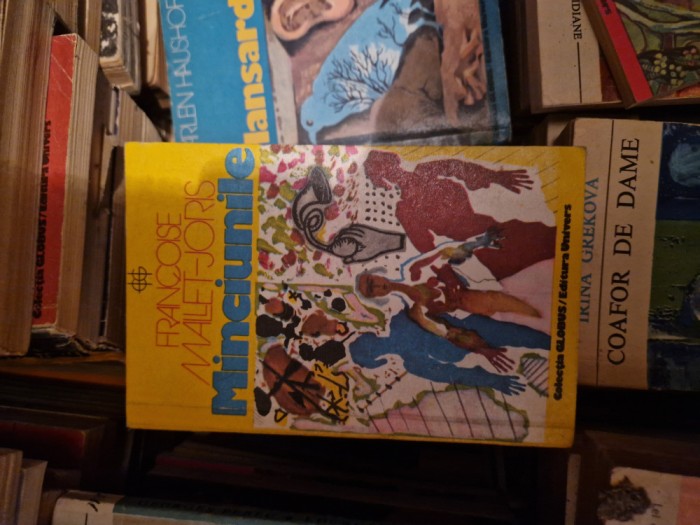 FRANÇOISE
MALLET-JORIS
Minciunile
Colecția GLOBUS/Editura Univers
ARLEN HAUSHOF
Mansard
Colecția GLOBUS/Editura Univers
IRINA GREKOVA
COAFOR DE DAME
DIANE